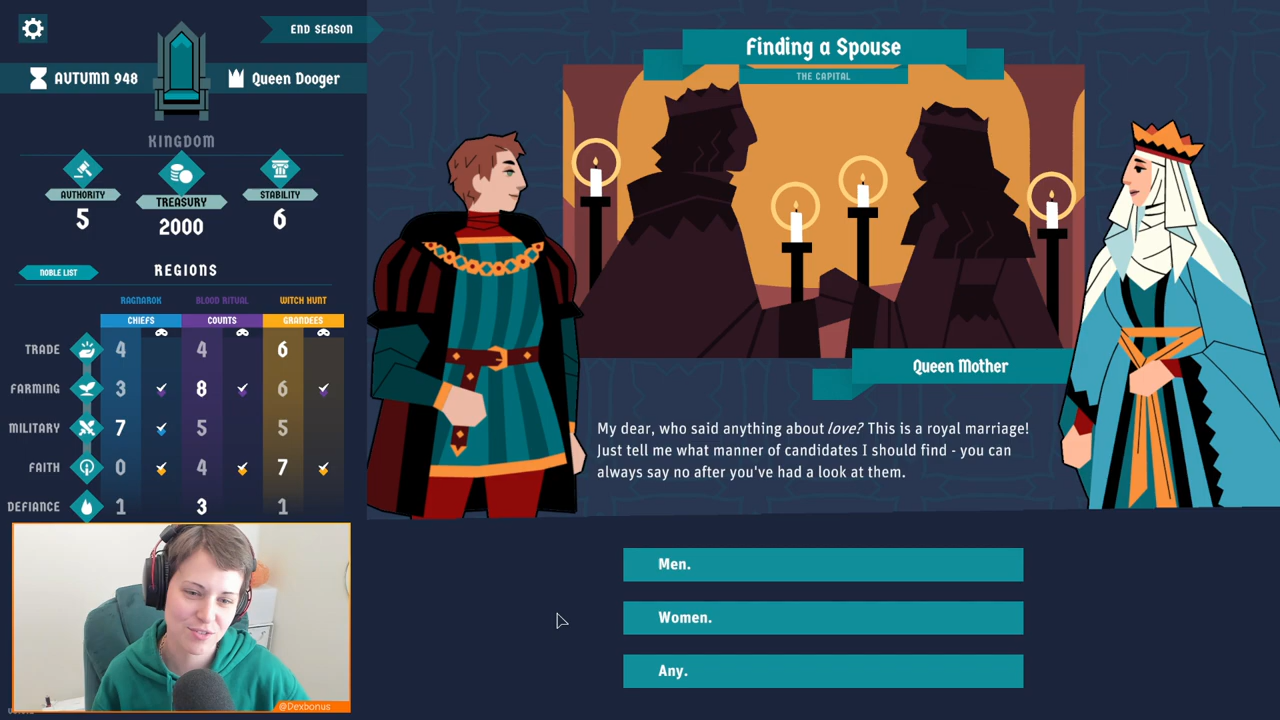 END SEASON
AUTUMN 948
Queen Dooger
KINGDOM
AUTHORITY
5
TREASURY
2000
STABILITY
6
NOBLE LIST
REGIONS
RAGNAROK BLOOD RITUAL WITCH HUNT
CHIEFS COUNTS GRANDEES
TRADE 4 4 6
FARMING 3 8 6
MILITARY 7 5 5
FAITH 0 4 7
DEFIANCE 1 3 1
@Dexbonus
Finding a Spouse
THE CAPITAL
Queen Mother
My dear, who said anything about love? This is a royal marriage!
Just tell me what manner of candidates I should find - you can
always say no after you've had a look at them.
Men.
Women.
Any.